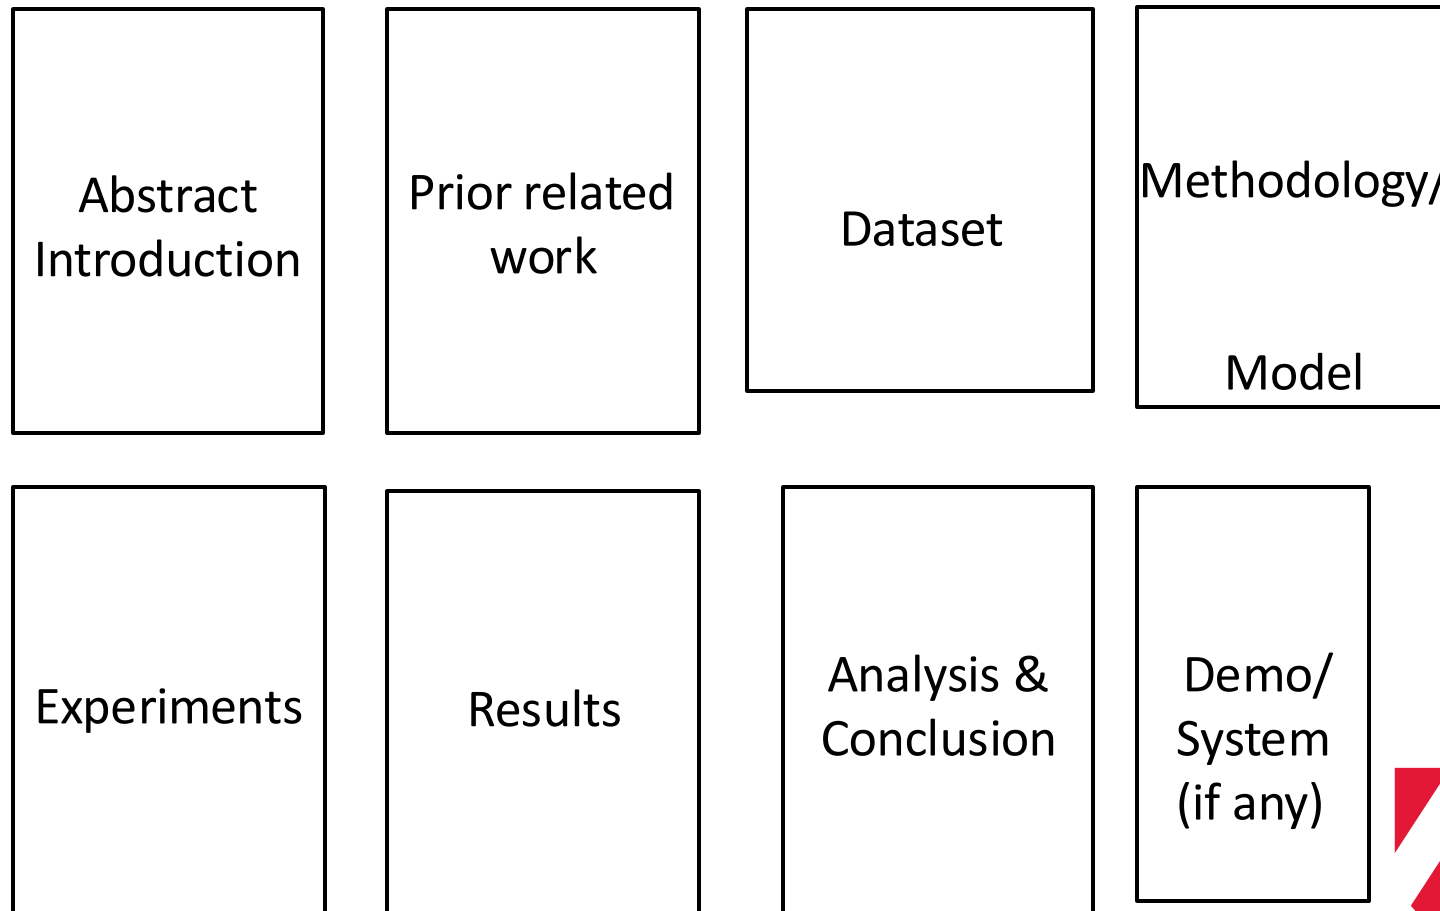 Abstract
Introduction
Prior related
work
Dataset
Methodology/
Model
Experiments
Results
Analysis &
Conclusion
Demo/
System
(if any)